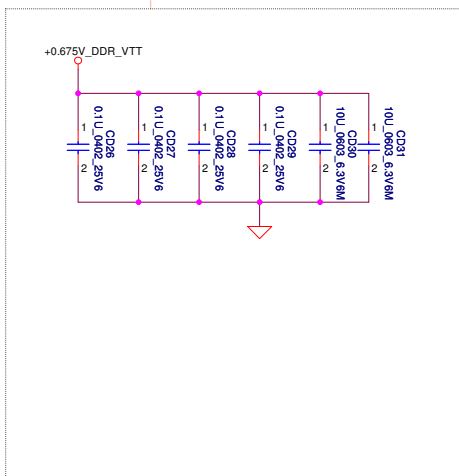 +0.675V_DDR_VTT
1
2
CD26
0.1U_0402_25V6
1
2
CD27
0.1U_0402_25V6
1
2
CD28
0.1U_0402_25V6
1
2
CD29
0.1U_0402_25V6
1
2
CD30
10U_0603_6.3V6M
1
2
CD31
10U_0603_6.3V6M